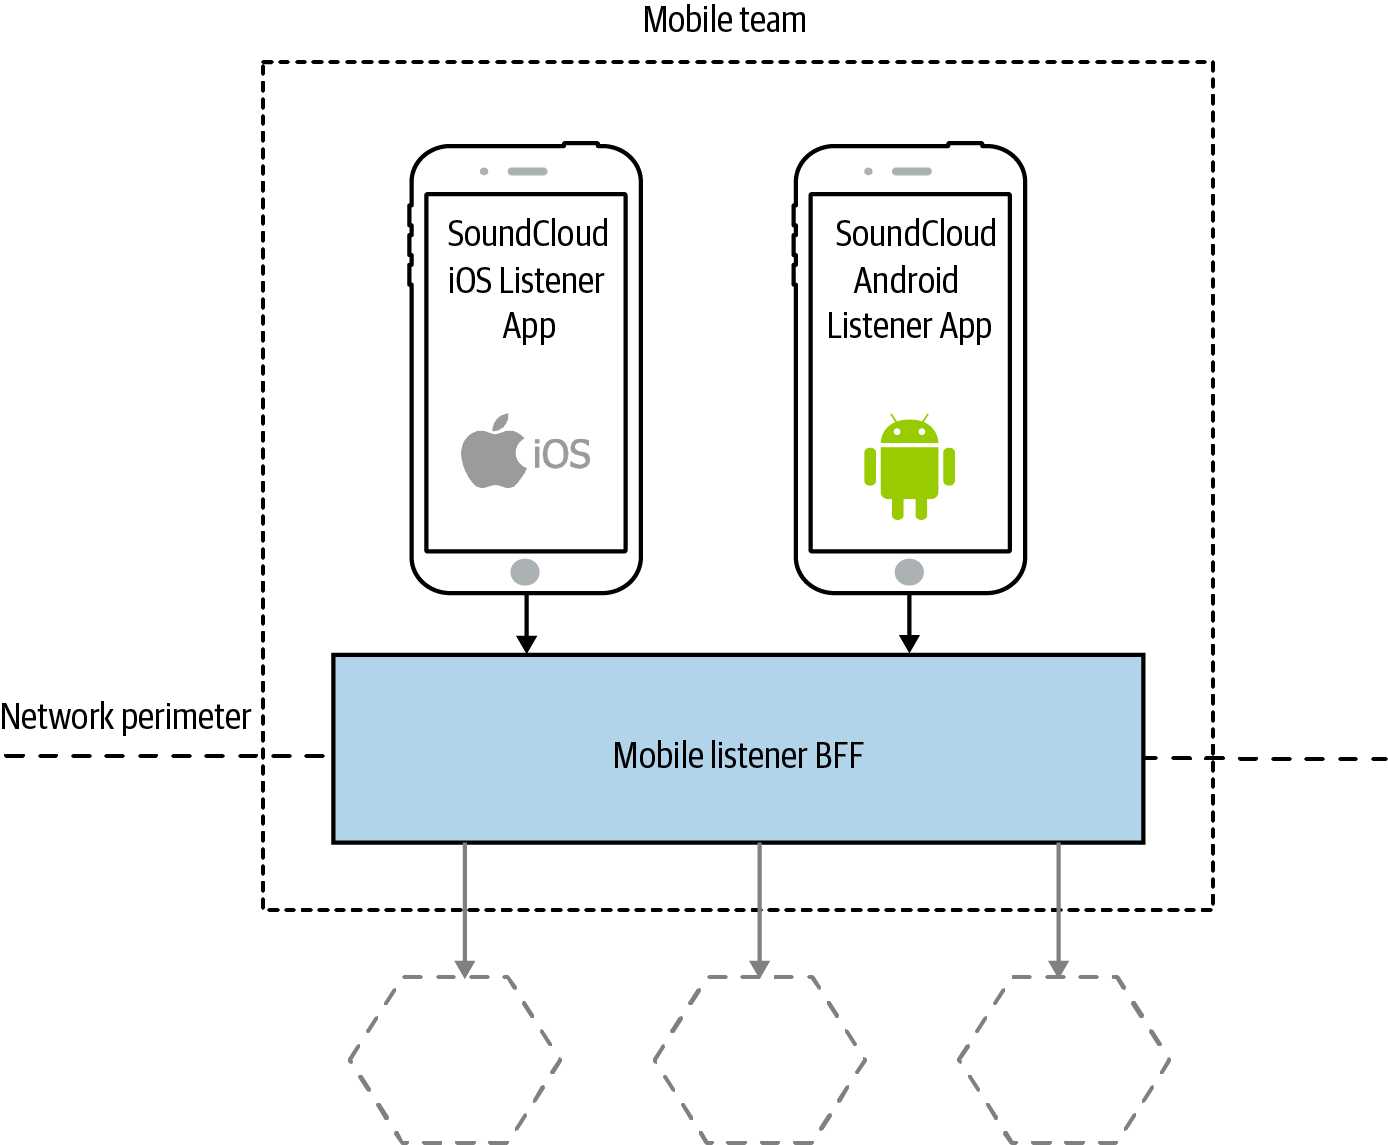 Mobile team
SoundCloud
iOS Listener
App
iOS
SoundCloud
Android
Listener App
Network perimeter
Mobile listener BFF